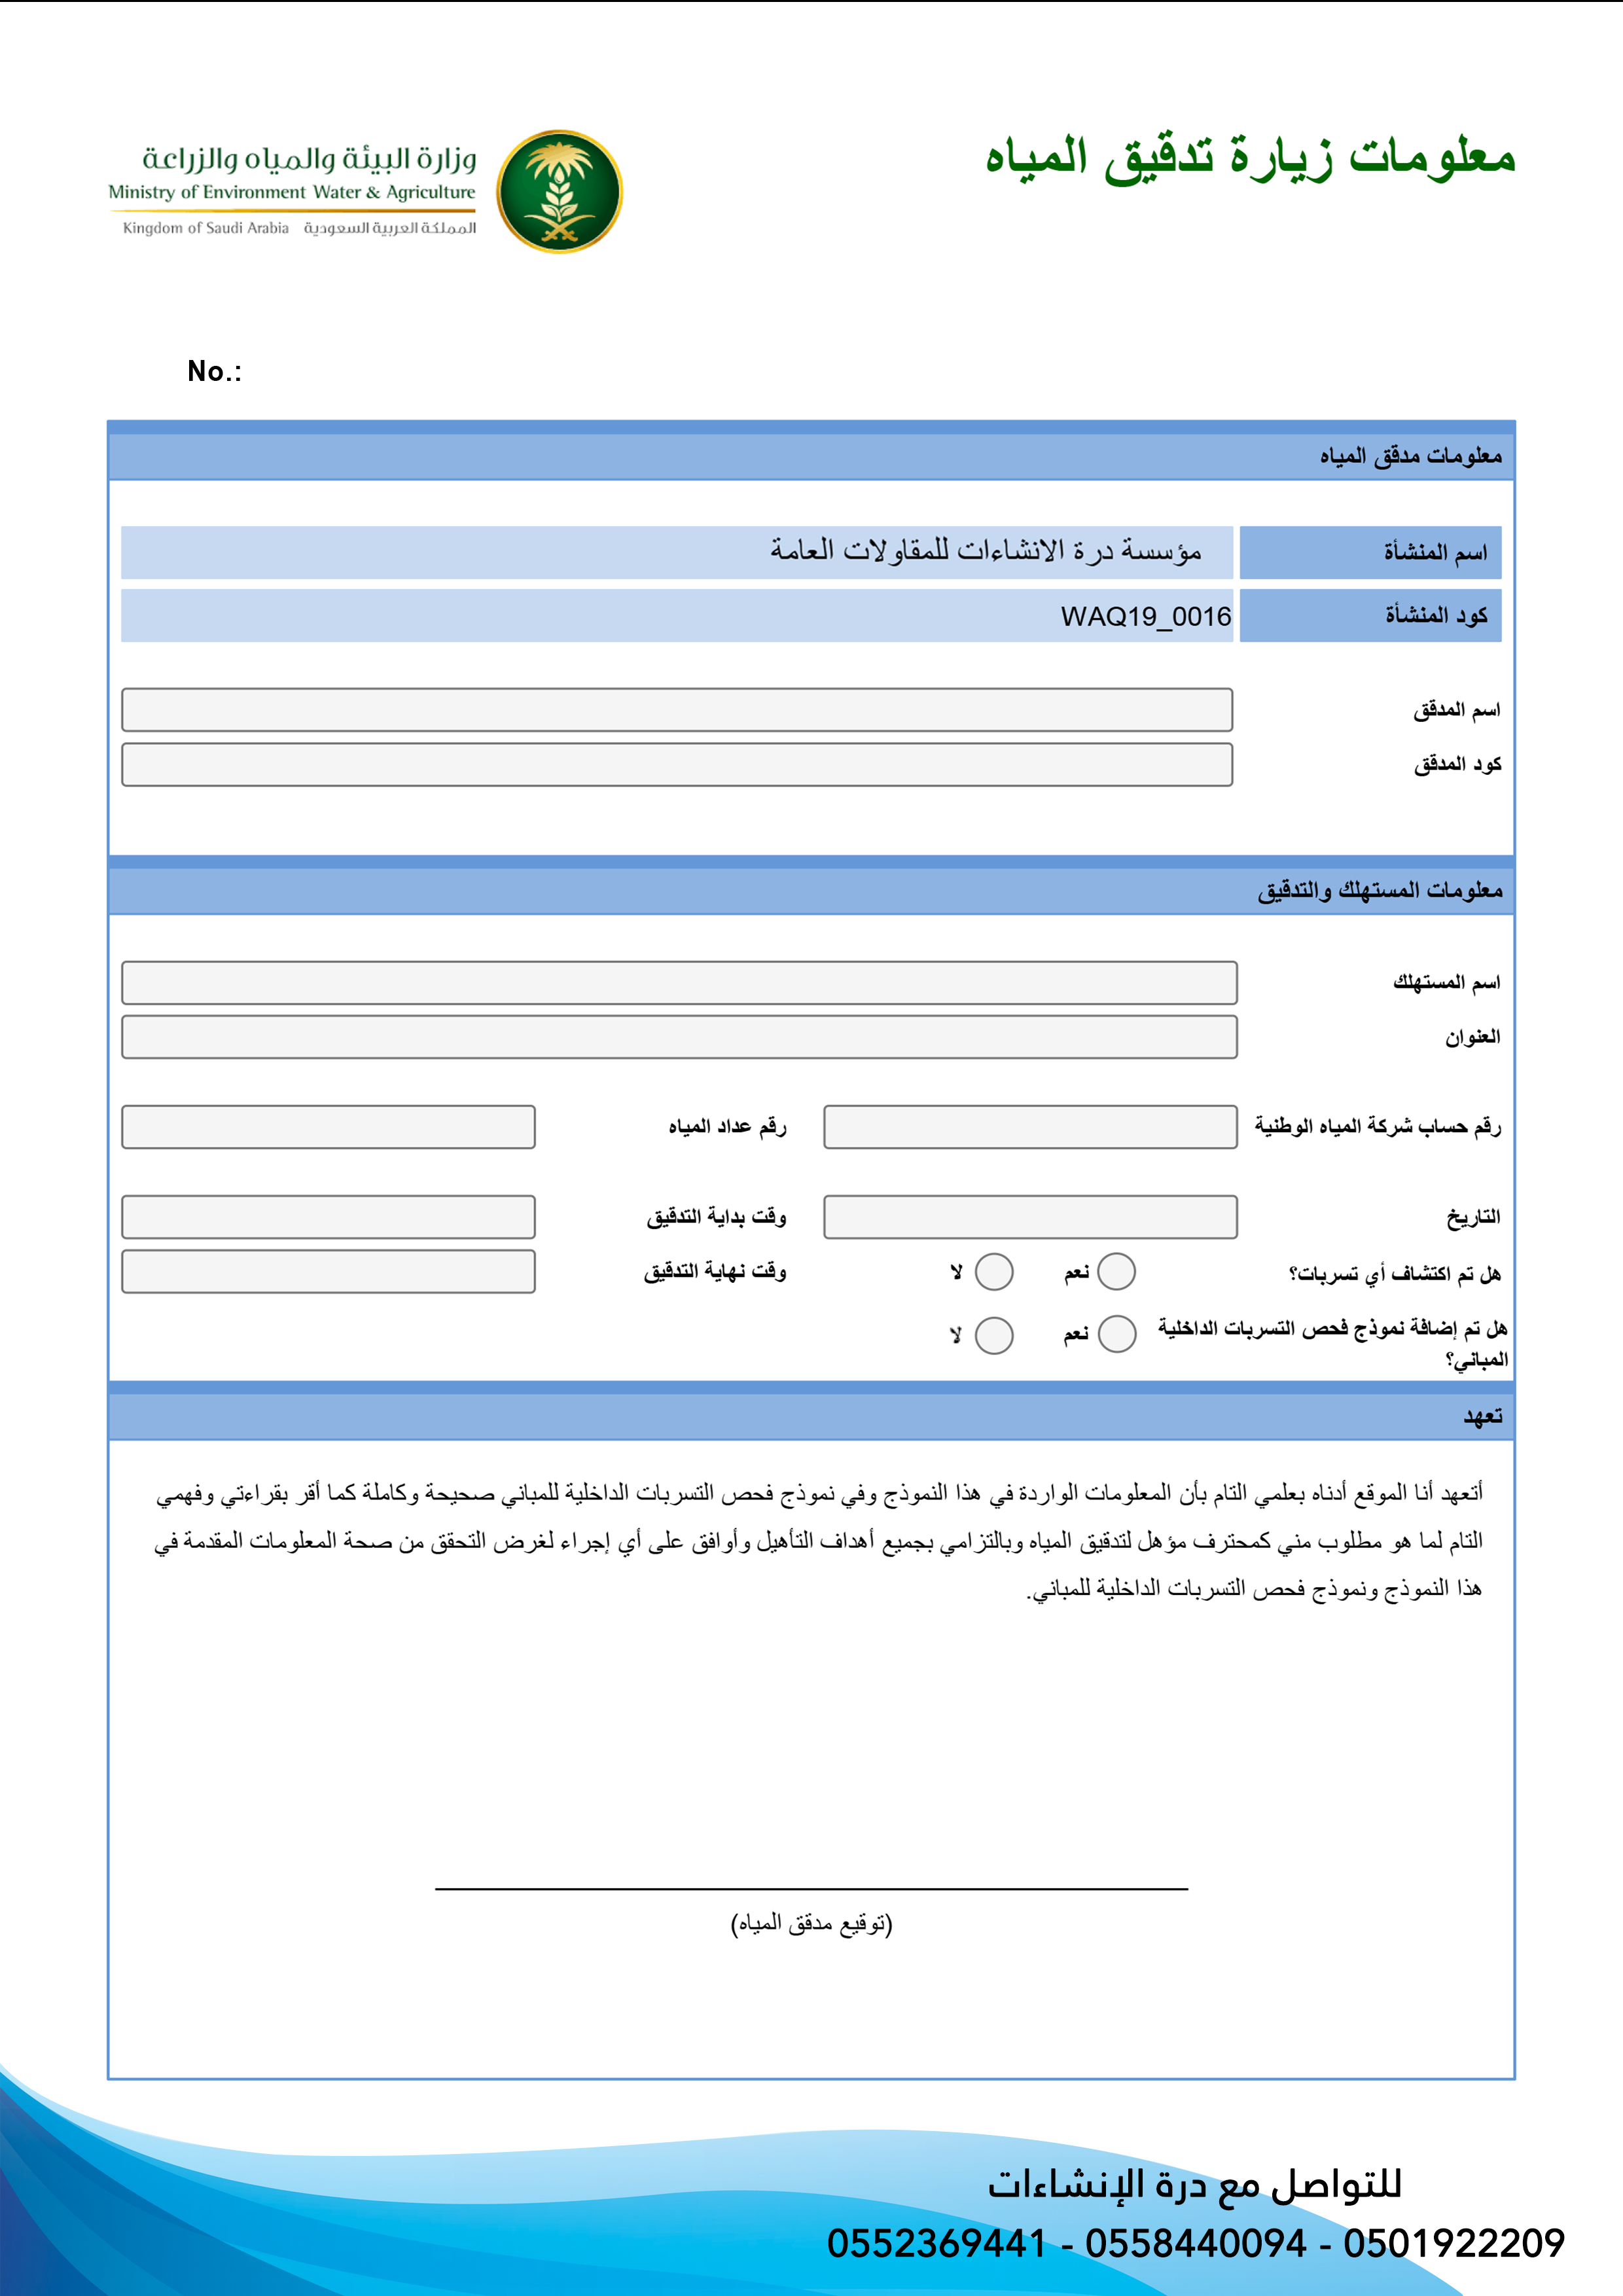 معلومات زيارة تدقيق المياه
وزارة البيئة والمياه والزراعة
Ministry of Environment Water & Agriculture
Kingdom of Saudi Arabia المملكة العربية السعودية
No.:
معلومات مدقق المياه
اسم المنشأة مؤسسة درة الانشاءات للمقاولات العامة
كود المنشأة WAQ19_0016
اسم المدقق
كود المدقق
معلومات المستهلك والتدقيق
اسم المستهلك
العنوان
رقم حساب شركة المياه الوطنية رقم عداد المياه
التاريخ وقت بداية التدقيق
هل تم اكتشاف أي تسربات؟ نعم لا وقت نهاية التدقيق
هل تم إضافة نموذج فحص التسربات الداخلية نعم لا
المباني؟
تعهد
أتعهد أنا الموقع أدناه بعلمي التام بأن المعلومات الواردة في هذا النموذج وفي نموذج فحص التسربات الداخلية للمباني صحيحة وكاملة كما أقر بقراءتي وفهمي
التام لما هو مطلوب مني كمحترف مؤهل لتدقيق المياه وبالتزامي بجميع أهداف التأهيل وأوافق على أي إجراء لغرض التحقق من صحة المعلومات المقدمة في
هذا النموذج ونموذج فحص التسربات الداخلية للمباني.
(توقيع مدقق المياه)
للتواصل مع درة الإنشاءات
0552369441 - 0558440094 - 0501922209